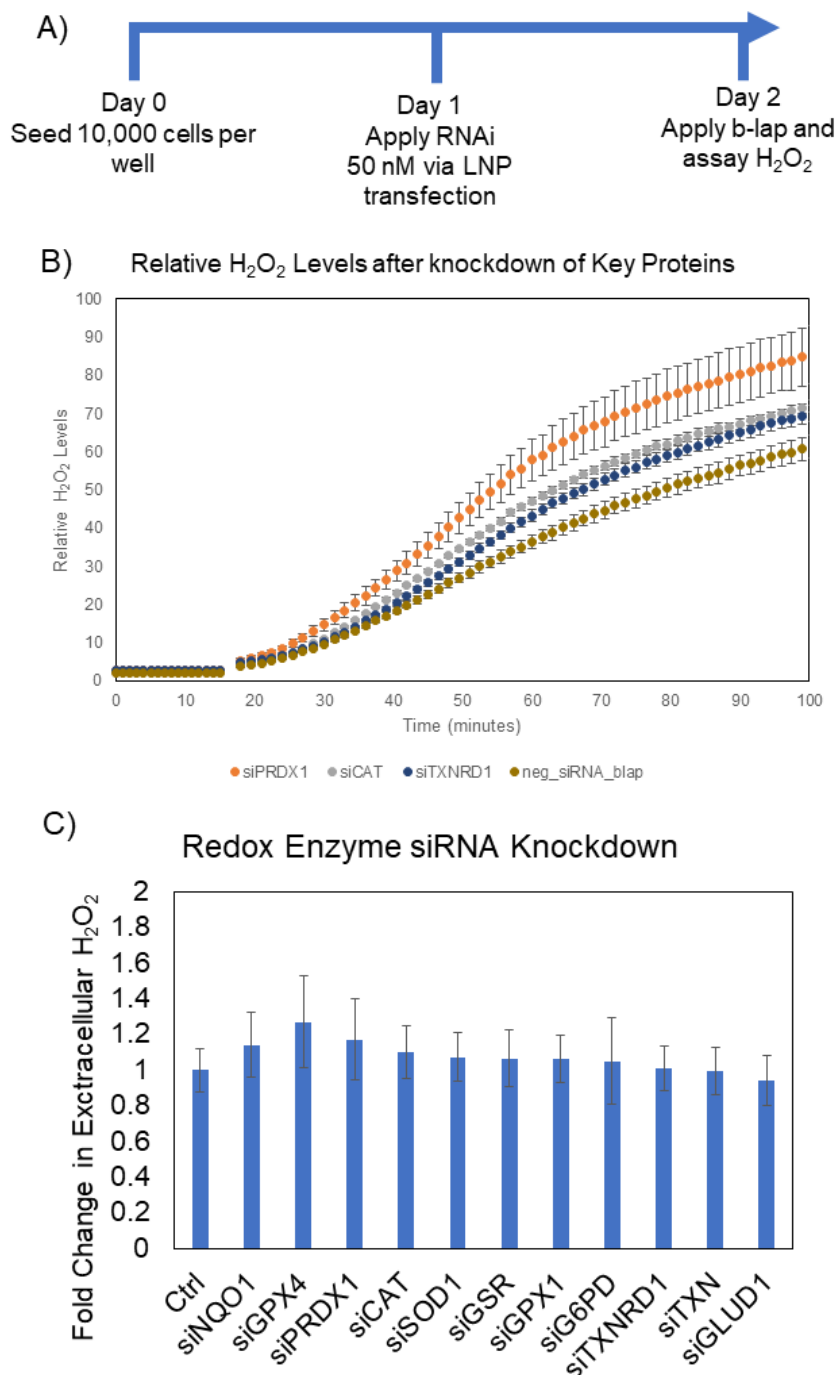 A)
Day 0
Seed 10,000 cells per
well
Day 1
Apply RNAi
50 nM via LNP
transfection
Day 2
Apply b-lap and
assay H₂O₂
B)
Relative H₂O₂ Levels after knockdown of Key Proteins
100
90
80
70
60
50
40
30
20
10
0
Relative H₂O₂ Levels
0 10 20 30 40 50 60 70 80 90 100
Time (minutes)
siPRDX1 siCAT siTXNRD1 neg_siRNA_blap
C)
Redox Enzyme siRNA Knockdown
Fold Change in Exctracellular H₂O₂
2
1.8
1.6
1.4
1.2
1
0.8
0.6
0.4
0.2
0
Ctrl
siNQO1
siGPX4
siPRDX1
siCAT
siSOD1
siGSR
siGPX1
siG6PD
siTXNRD1
siTXN
siGLUD1